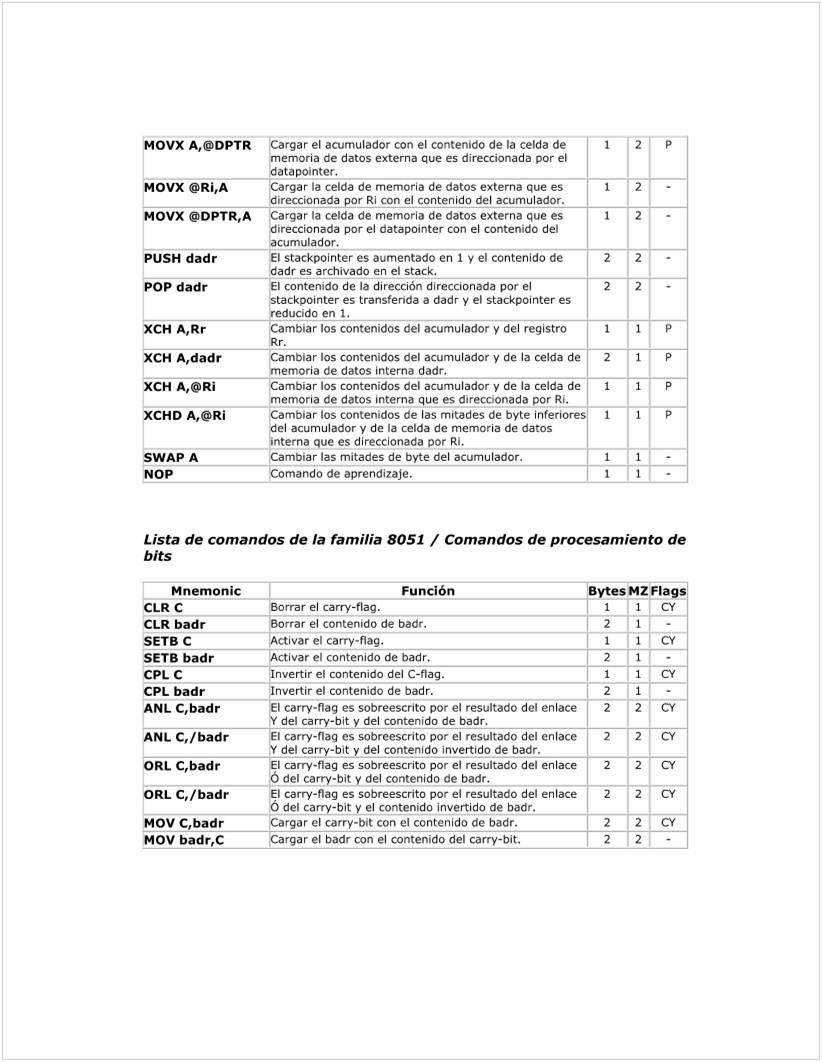 MOVX A,@DPTR Cargar el acumulador con el contenido de la celda de 1 2 P
memoria de datos externa que es direccionada por el
datapointer.
MOVX @Ri,A Cargar la celda de memoria de datos externa que es 1 2 -
direccionada por Ri con el contenido del acumulador.
MOVX @DPTR,A Cargar la celda de memoria de datos externa que es 1 2 -
direccionada por el datapointer con el contenido del
acumulador.
PUSH dadr El stackpointer es aumentado en 1 y el contenido de 2 2 -
dadr es archivado en el stack.
POP dadr El contenido de la dirección direccionada por el 2 2 -
stackpointer es transferida a dadr y el stackpointer es
reducido en 1.
XCH A,Rr Cambiar los contenidos del acumulador y del registro 1 1 P
Rr.
XCH A,dadr Cambiar los contenidos del acumulador y de la celda de 2 1 P
memoria de datos interna dadr.
XCH A,@Ri Cambiar los contenidos del acumulador y de la celda de 1 1 P
memoria de datos interna que es direccionada por Ri.
XCHD A,@Ri Cambiar los contenidos de las mitades de byte inferiores 1 1 P
del acumulador y de la celda de memoria de datos
interna que es direccionada por Ri.
SWAP A Cambiar las mitades de byte del acumulador. 1 1 -
NOP Comando de aprendizaje. 1 1 -
Lista de comandos de la familia 8051 / Comandos de procesamiento de
bits
Mnemonic Función Bytes MZ Flags
CLR C Borrar el carry-flag. 1 1 CY
CLR badr Borrar el contenido de badr. 2 1 -
SETB C Activar el carry-flag. 1 1 CY
SETB badr Activar el contenido de badr. 2 1 -
CPL C Invertir el contenido del C-flag. 1 1 CY
CPL badr Invertir el contenido de badr. 2 1 -
ANL C,badr El carry-flag es sobreescrito por el resultado del enlace 2 2 CY
Y del carry-bit y del contenido de badr.
ANL C,/badr El carry-flag es sobreescrito por el resultado del enlace 2 2 CY
Y del carry-bit y del contenido invertido de badr.
ORL C,badr El carry-flag es sobreescrito por el resultado del enlace 2 2 CY
Ó del carry-bit y del contenido de badr.
ORL C,/badr El carry-flag es sobreescrito por el resultado del enlace 2 2 CY
Ó del carry-bit y el contenido invertido de badr.
MOV C,badr Cargar el carry-bit con el contenido de badr. 2 2 CY
MOV badr,C Cargar el badr con el contenido del carry-bit. 2 2 -